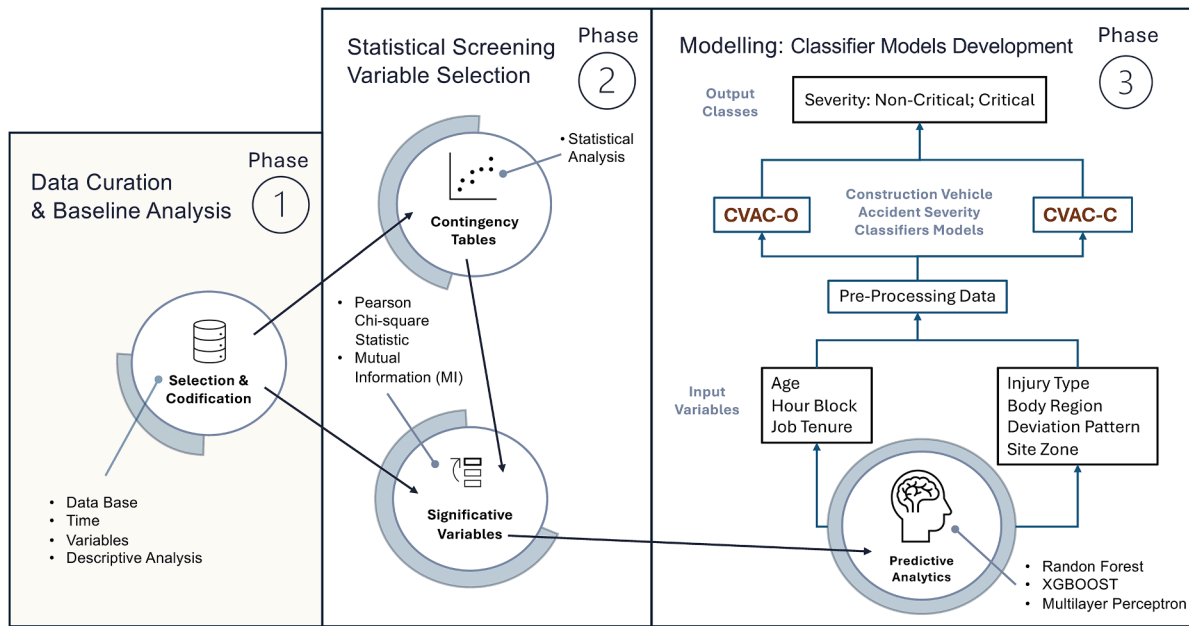 Data Curation
& Baseline Analysis
Phase
1
Selection &
Codification
• Data Base
• Time
• Variables
• Descriptive Analysis
Statistical Screening
Variable Selection
Phase
2
• Statistical
Analysis
Contingency
Tables
• Pearson
Chi-square
Statistic
• Mutual
Information (MI)
Significative
Variables
Modelling: Classifier Models Development
Phase
3
Output
Classes
Severity: Non-Critical; Critical
CVAC-O
Construction Vehicle
Accident Severity
Classifiers Models
CVAC-C
Pre-Processing Data
Input
Variables
Age
Hour Block
Job Tenure
Injury Type
Body Region
Deviation Pattern
Site Zone
Predictive
Analytics
• Randon Forest
• XGBOOST
• Multilayer Perceptron